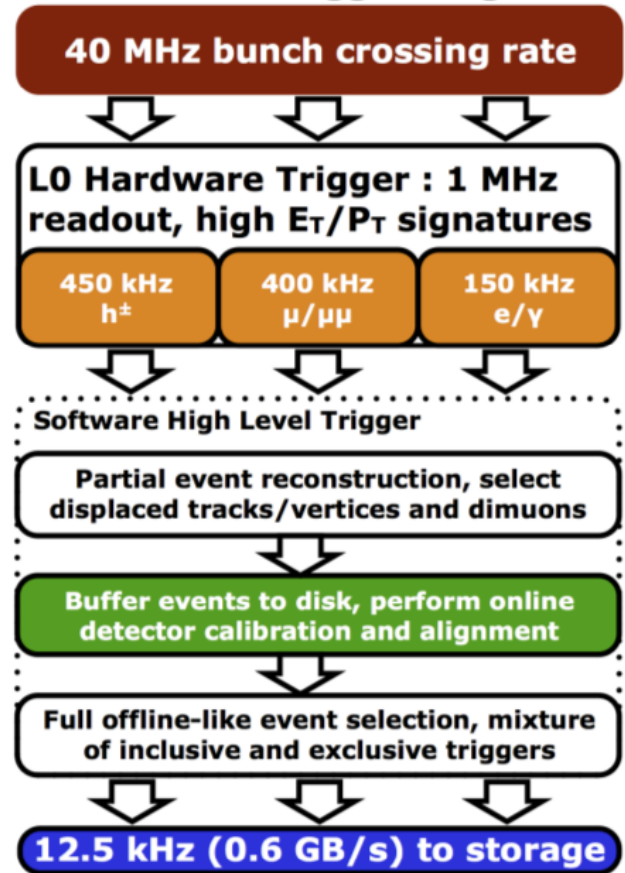 40 MHz bunch crossing rate
L0 Hardware Trigger : 1 MHz
readout, high Eᴛ/Pᴛ signatures
450 kHz
h±
400 kHz
μ/μμ
150 kHz
e/γ
Software High Level Trigger
Partial event reconstruction, select
displaced tracks/vertices and dimuons
Buffer events to disk, perform online
detector calibration and alignment
Full offline-like event selection, mixture
of inclusive and exclusive triggers
12.5 kHz (0.6 GB/s) to storage